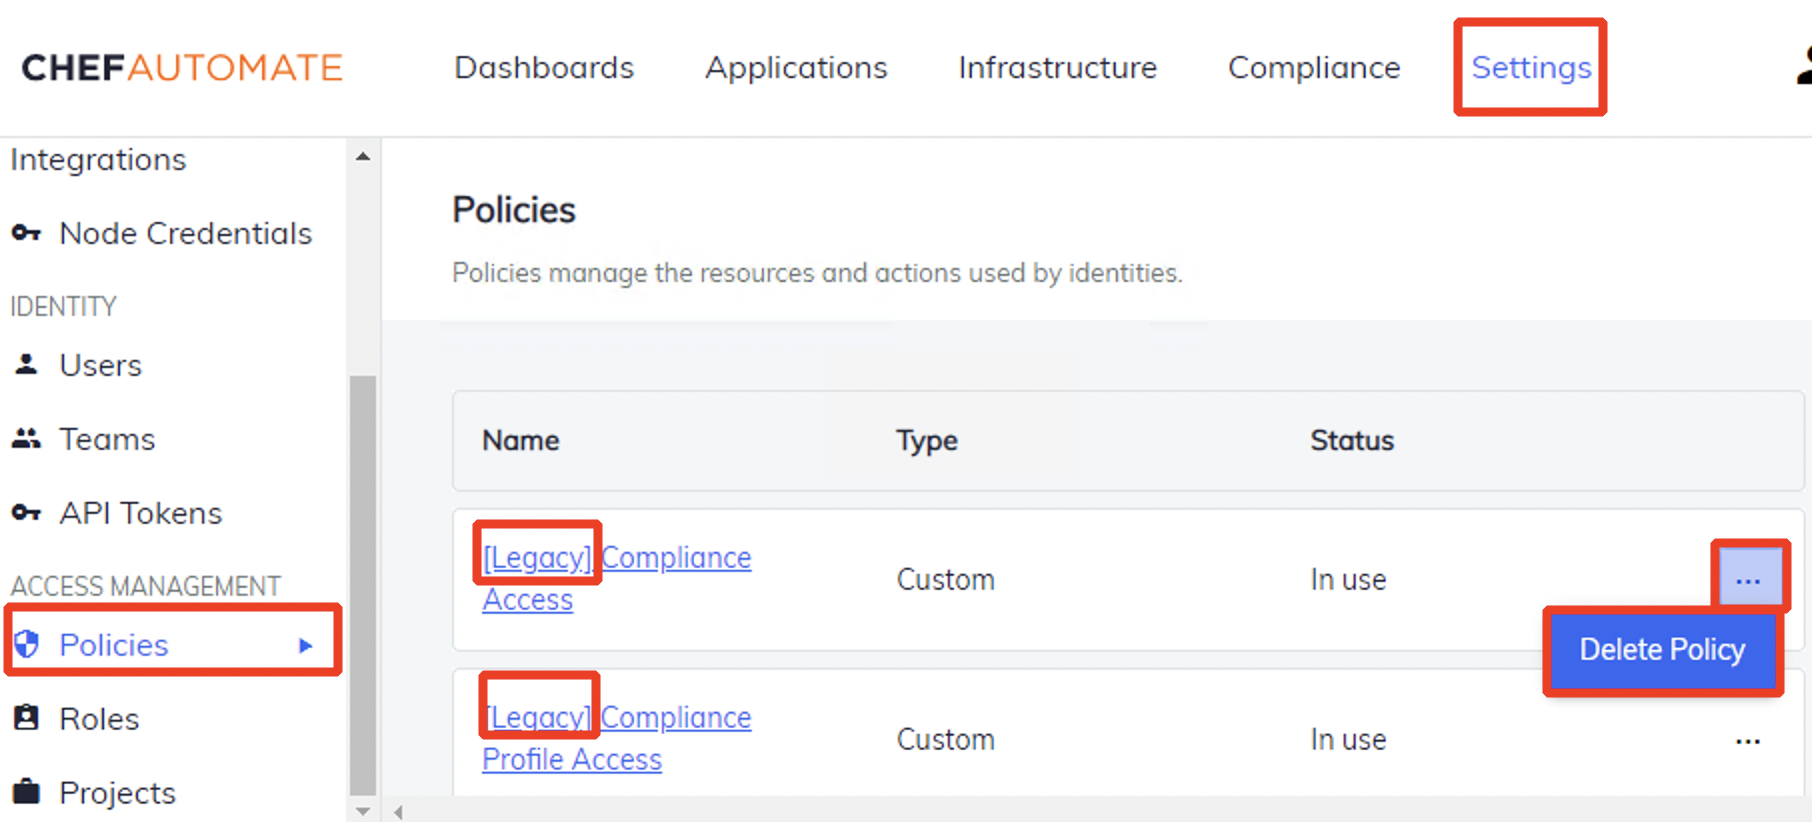 CHEFAUTOMATE Dashboards Applications Infrastructure Compliance Settings
Integrations
Node Credentials
IDENTITY
Users
Teams
API Tokens
ACCESS MANAGEMENT
Policies
Roles
Projects
Policies
Policies manage the resources and actions used by identities.
Name Type Status
[Legacy] Compliance
Access
Custom In use ...
Delete Policy
[Legacy] Compliance
Profile Access
Custom In use ...